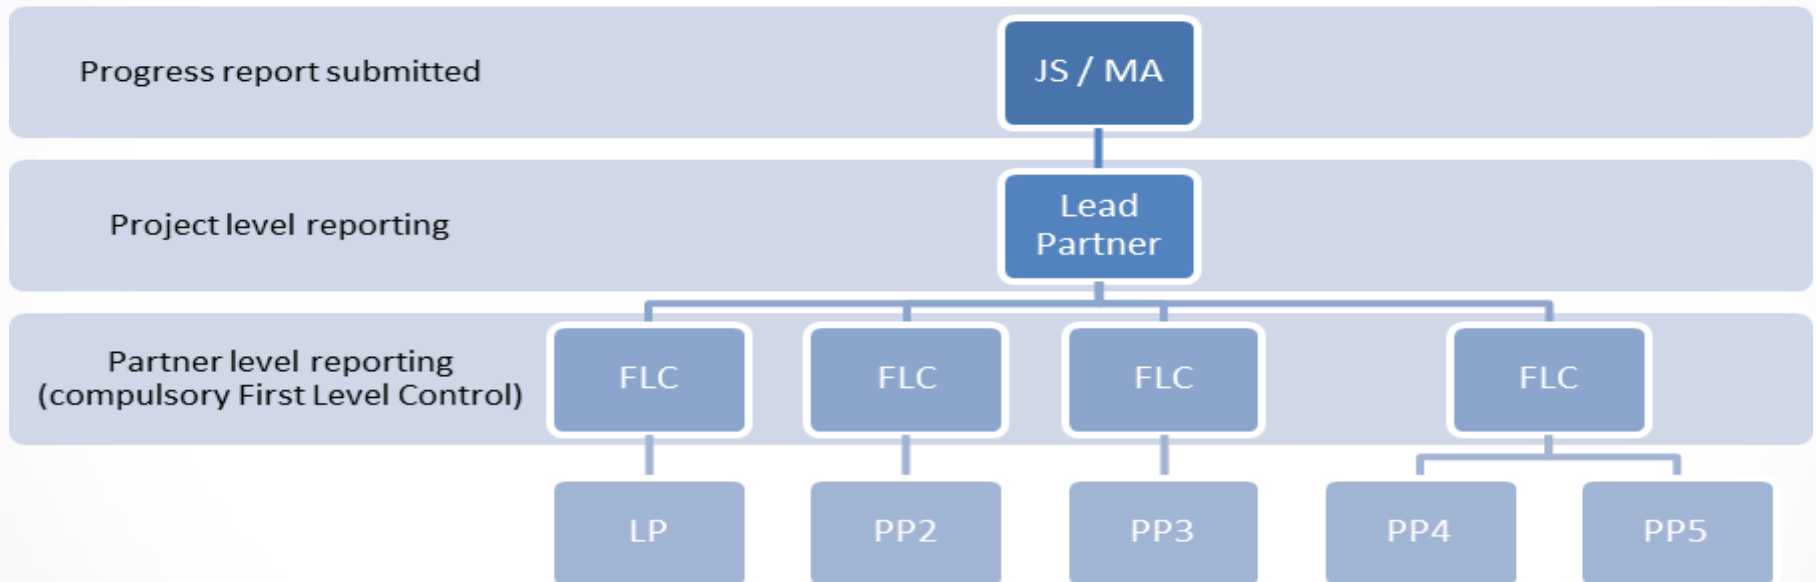 Progress report submitted
JS / MA
Project level reporting
Lead
Partner
Partner level reporting
(compulsory First Level Control)
FLC
FLC
FLC
FLC
LP
PP2
PP3
PP4
PP5